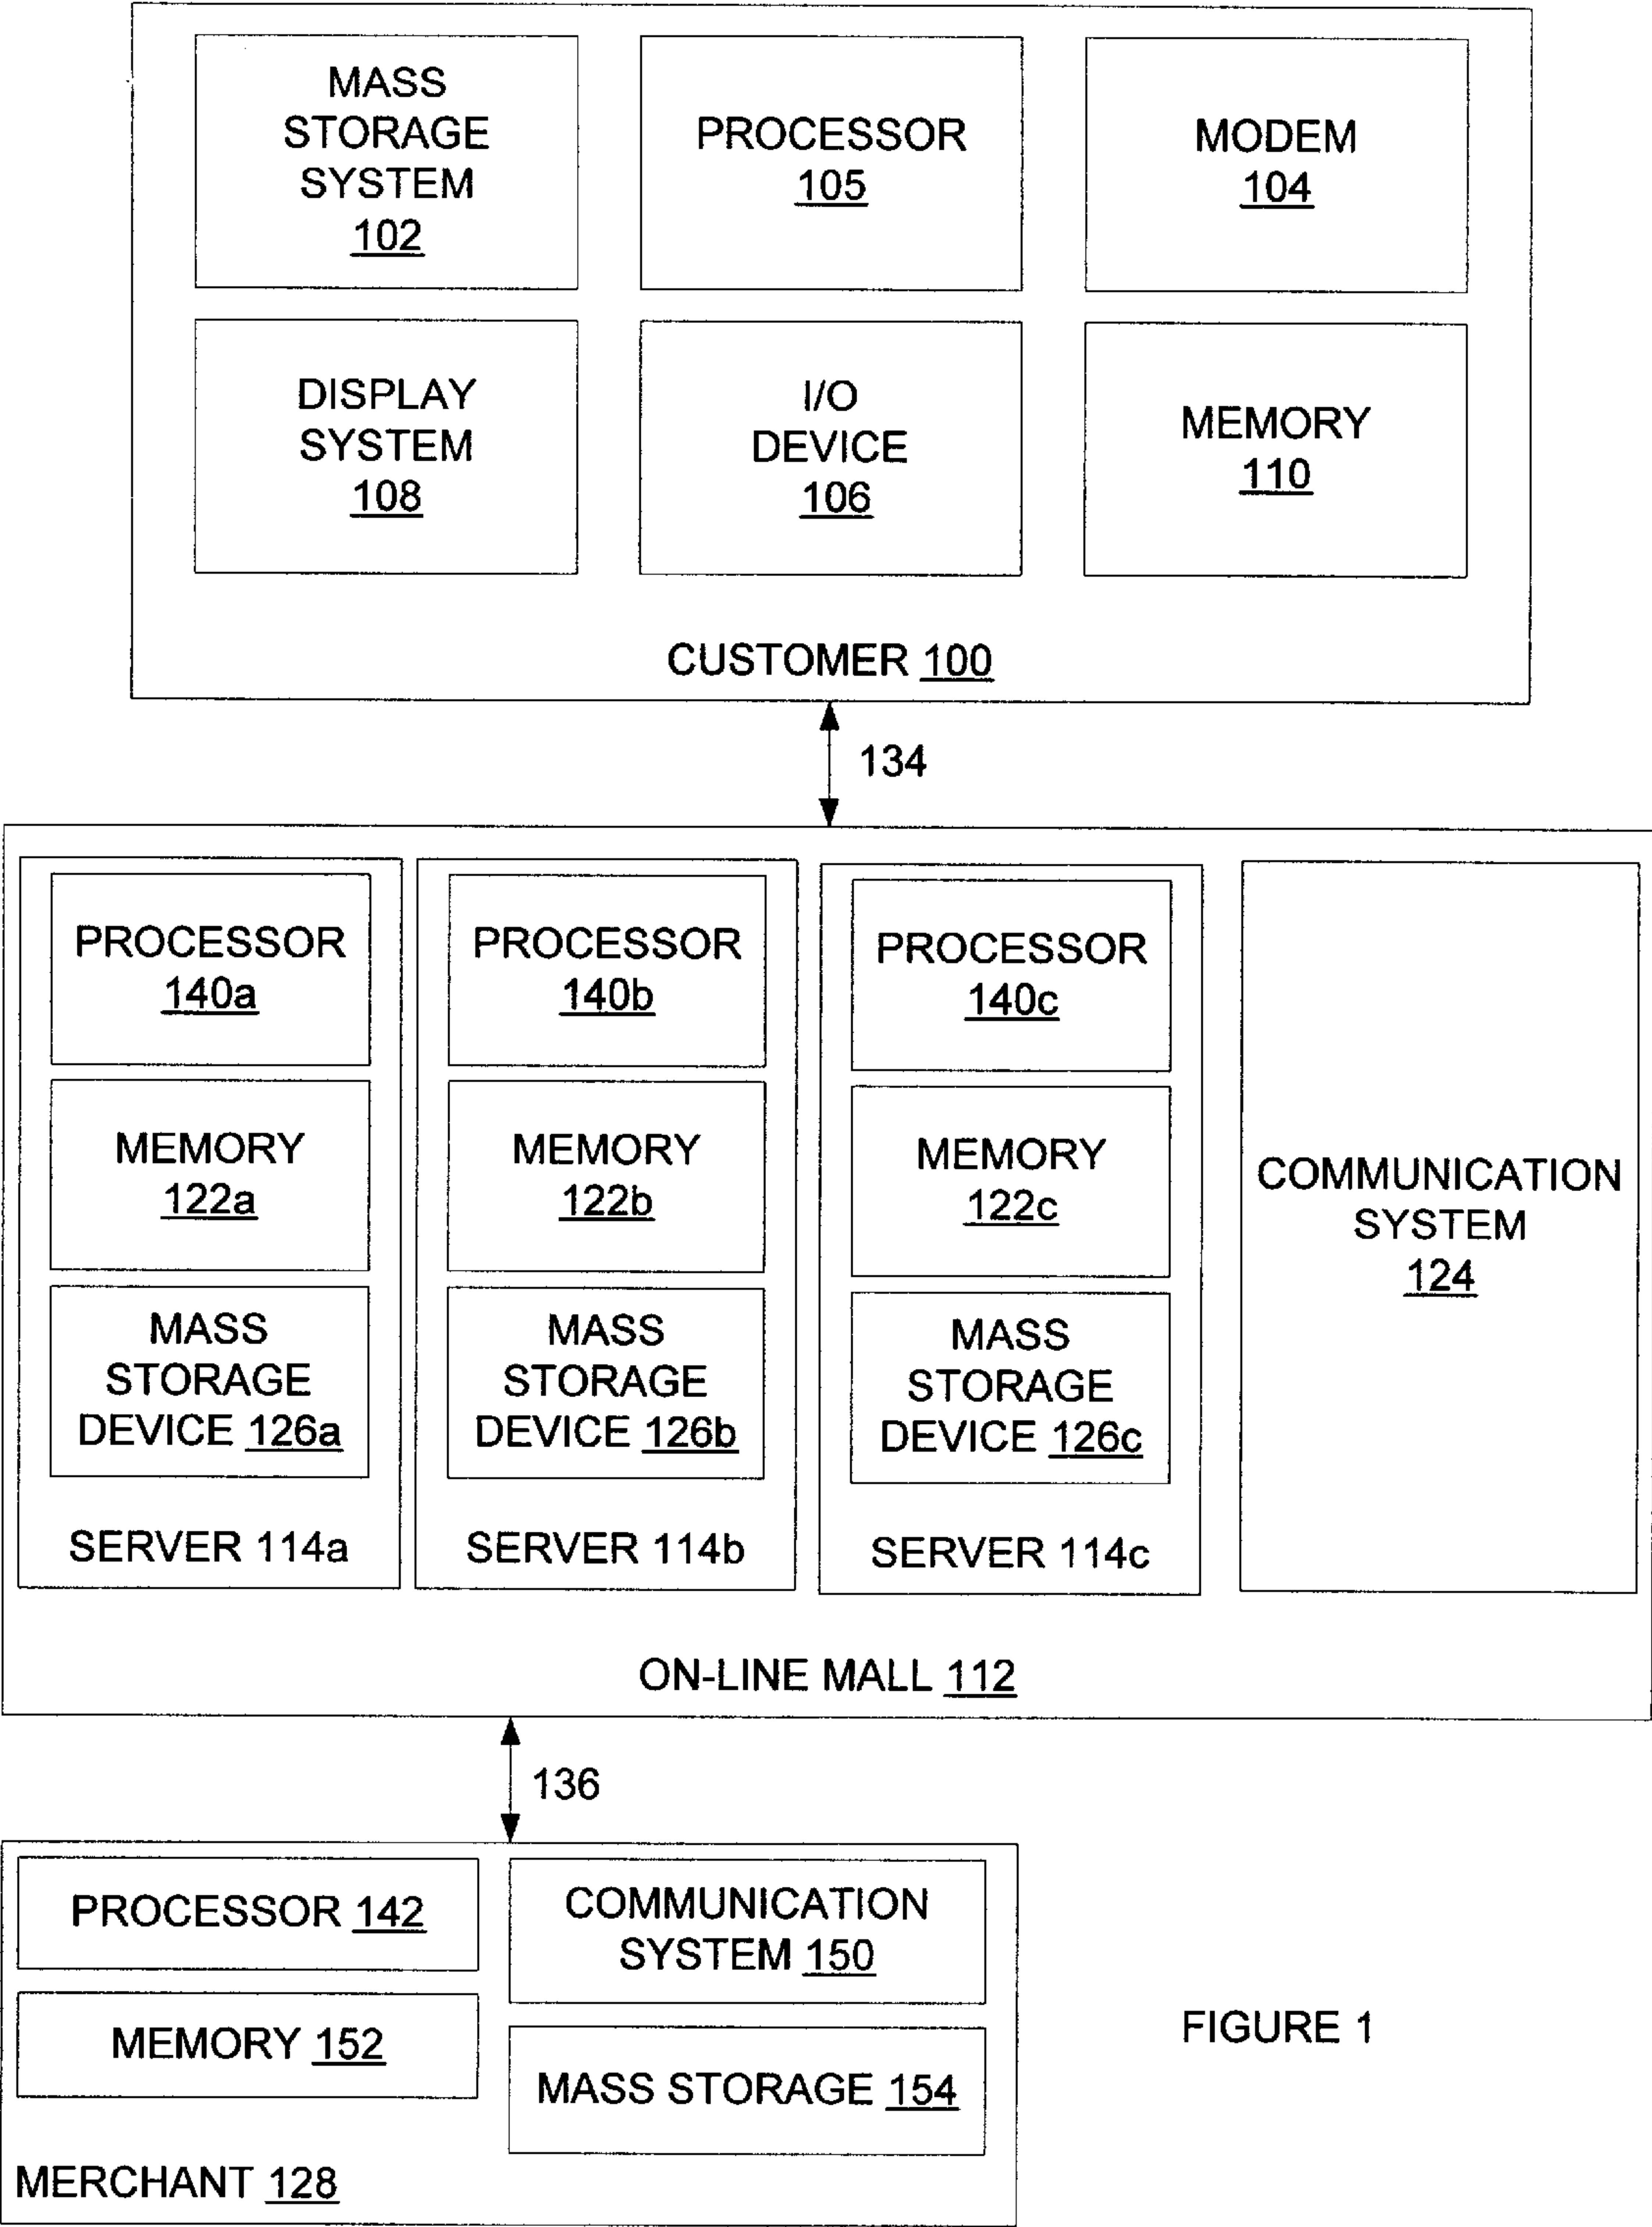 MASS
STORAGE
SYSTEM
102
PROCESSOR
105
MODEM
104
DISPLAY
SYSTEM
108
I/O
DEVICE
106
MEMORY
110
CUSTOMER 100
134
PROCESSOR
140a
MEMORY
122a
MASS
STORAGE
DEVICE 126a
SERVER 114a
PROCESSOR
140b
MEMORY
122b
MASS
STORAGE
DEVICE 126b
SERVER 114b
PROCESSOR
140c
MEMORY
122c
MASS
STORAGE
DEVICE 126c
SERVER 114c
COMMUNICATION
SYSTEM
124
ON-LINE MALL 112
136
PROCESSOR 142
MEMORY 152
COMMUNICATION
SYSTEM 150
MASS STORAGE 154
MERCHANT 128
FIGURE 1